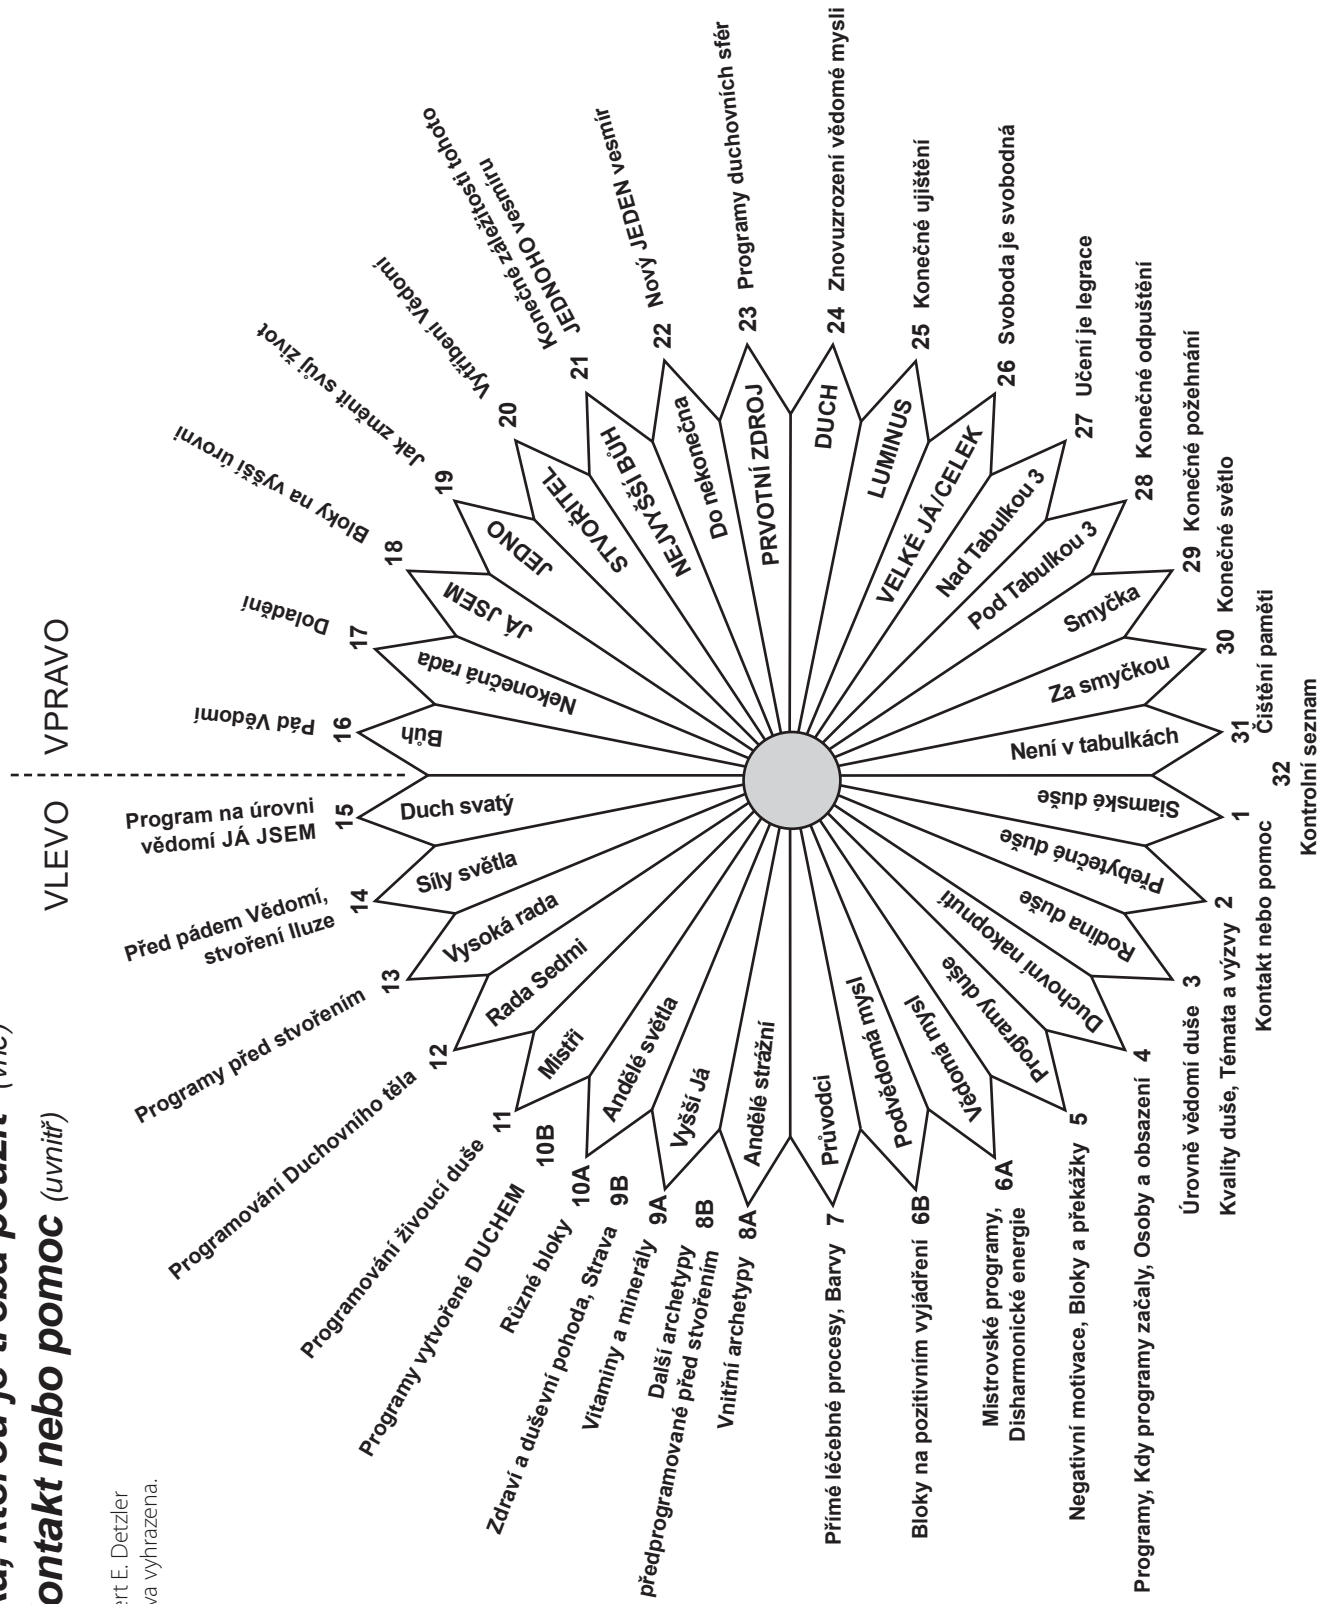 kterou je třeba použít (vně)
ontakt nebo pomoc (uvnitř)
ert E. Detzler
va vyhrazena.
VLEVO
VPRAVO
1 Kontakt nebo pomoc
2 Kvality duše, Témata a výzvy
3 Úrovně vědomí duše
4 Programy, Kdy programy začaly, Osoby a obsazení
5 Negativní motivace, Bloky a překážky
6A Mistrovské programy,
Disharmonické energie
6B Bloky na pozitivním vyjádření
7 Přímé léčebné procesy, Barvy
8A Vnitřní archetypy
8B Další archetypy
předprogramované před stvořením
9A Vitaminy a minerály
9B Zdraví a duševní pohoda, Strava
10A Různé bloky
10B Programy vytvořené DUCHEM
11 Programování živoucí duše
12 Programování Duchovního těla
13 Programy před stvořením
14 Před pádem Vědomí,
stvoření Iluze
15 Program na úrovni
vědomí JÁ JSEM
16 Pád Vědomí
17 Doladění
18 Bloky na vyšší úrovni
19 Jak změnit svůj život
20 Vytříbení Vědomí
21 Konečné záležitosti tohoto
JEDNOHO vesmíru
22 Nový JEDEN vesmír
23 Programy duchovních sfér
24 Znovuzrození vědomé mysli
25 Konečné ujištění
26 Svoboda je svobodná
27 Učení je legrace
28 Konečné odpuštění
29 Konečné požehnání
30 Konečné světlo
31 Čištění paměti
32
Kontrolní seznam
Siamské duše
Přebytečné duše
Rodina duše
Duchovní nakopnutí
Programy duše
Vědomá mysl
Podvědomá mysl
Průvodci
Andělé strážní
Vyšší Já
Andělé světla
Mistři
Rada Sedmi
Vysoká rada
Síly světla
Duch svatý
Bůh
Nekonečná rada
JÁ JSEM
JEDNO
STVOŘITEL
NEJVYŠŠÍ BŮH
Do nekonečna
PRVOTNÍ ZDROJ
DUCH
LUMINUS
VELKÉ JÁ/CELEK
Nad Tabulkou 3
Pod Tabulkou 3
Smyčka
Za smyčkou
Není v tabulkách